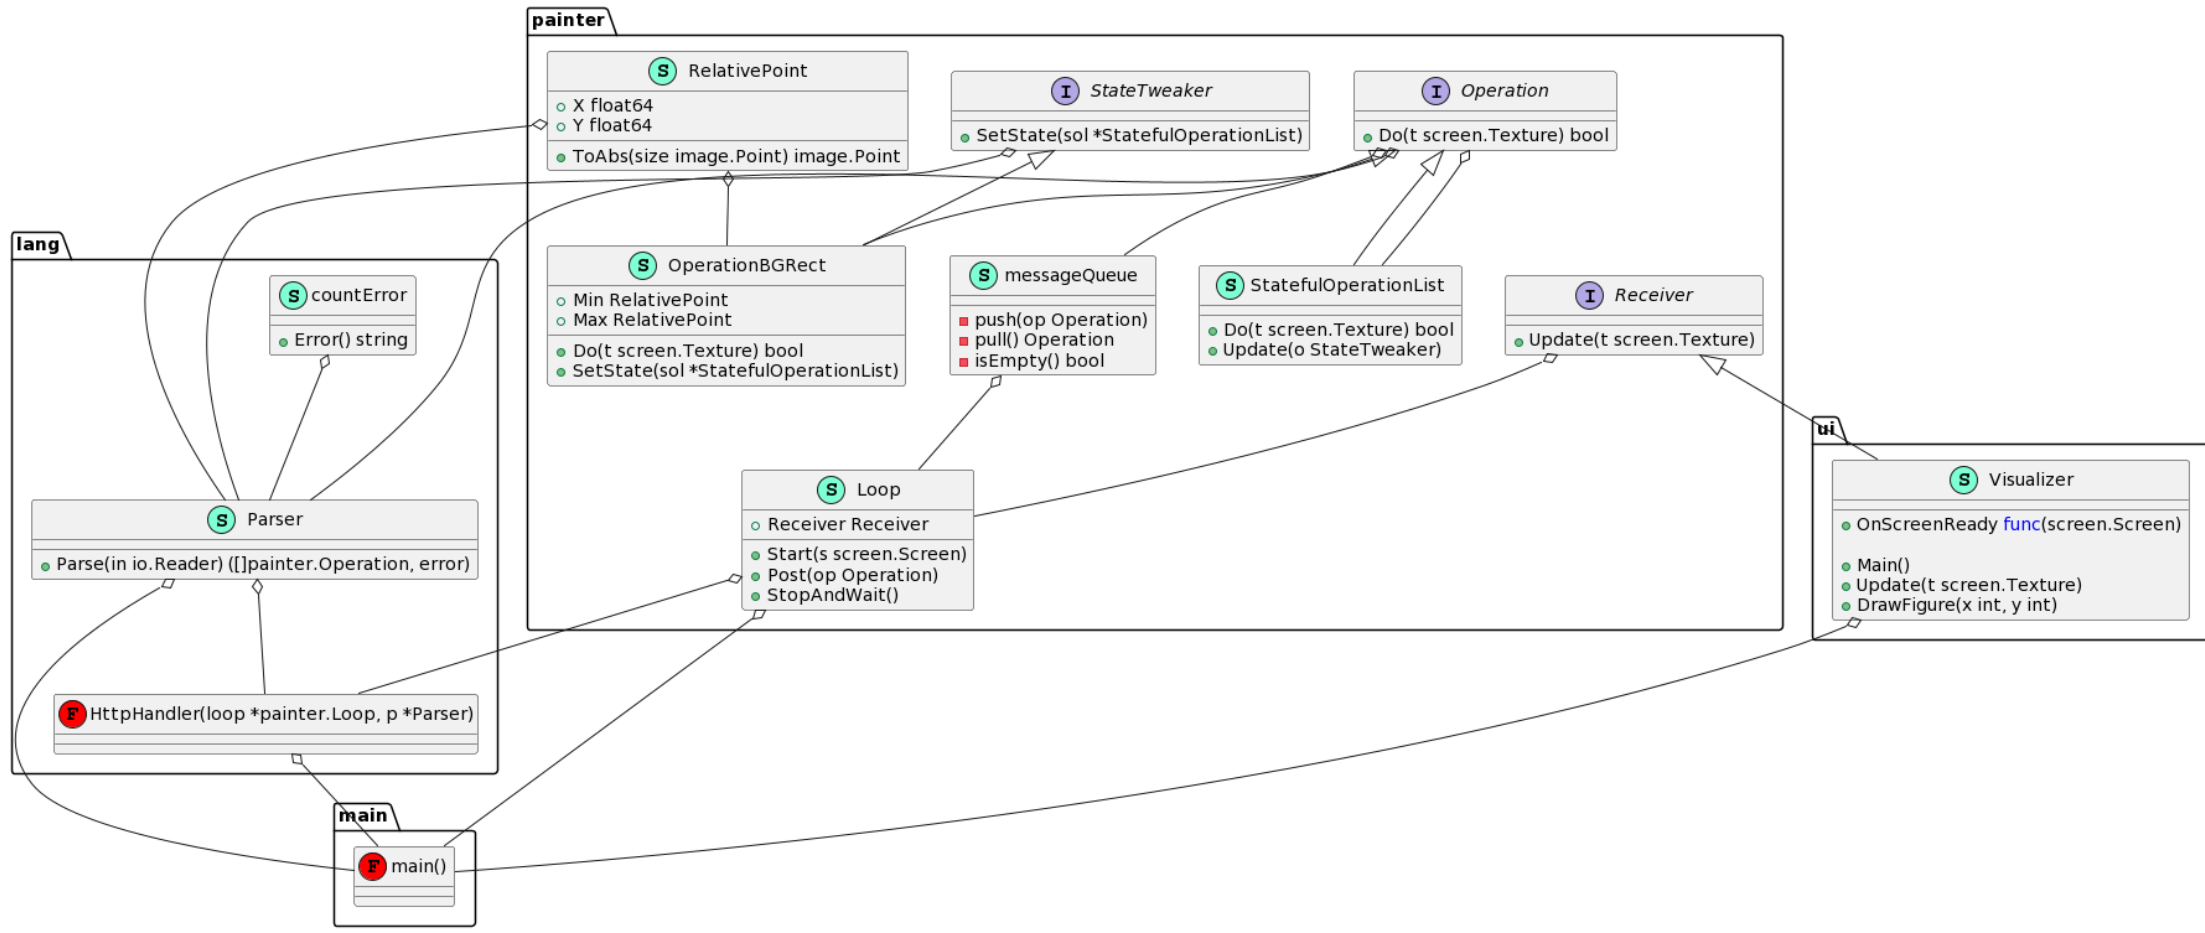 painter
S RelativePoint
X float64
Y float64
ToAbs(size image.Point) image.Point
I StateTweaker
SetState(sol *StatefulOperationList)
I Operation
Do(t screen.Texture) bool
lang
S countError
Error() string
S OperationBGRect
Min RelativePoint
Max RelativePoint
Do(t screen.Texture) bool
SetState(sol *StatefulOperationList)
S messageQueue
push(op Operation)
pull() Operation
isEmpty() bool
S StatefulOperationList
Do(t screen.Texture) bool
Update(o StateTweaker)
I Receiver
Update(t screen.Texture)
ui
S Visualizer
OnScreenReady func(screen.Screen)
Main()
Update(t screen.Texture)
DrawFigure(x int, y int)
S Parser
Parse(in io.Reader) ([]painter.Operation, error)
S Loop
Receiver Receiver
Start(s screen.Screen)
Post(op Operation)
StopAndWait()
F HttpHandler(loop *painter.Loop, p *Parser)
main
F main()